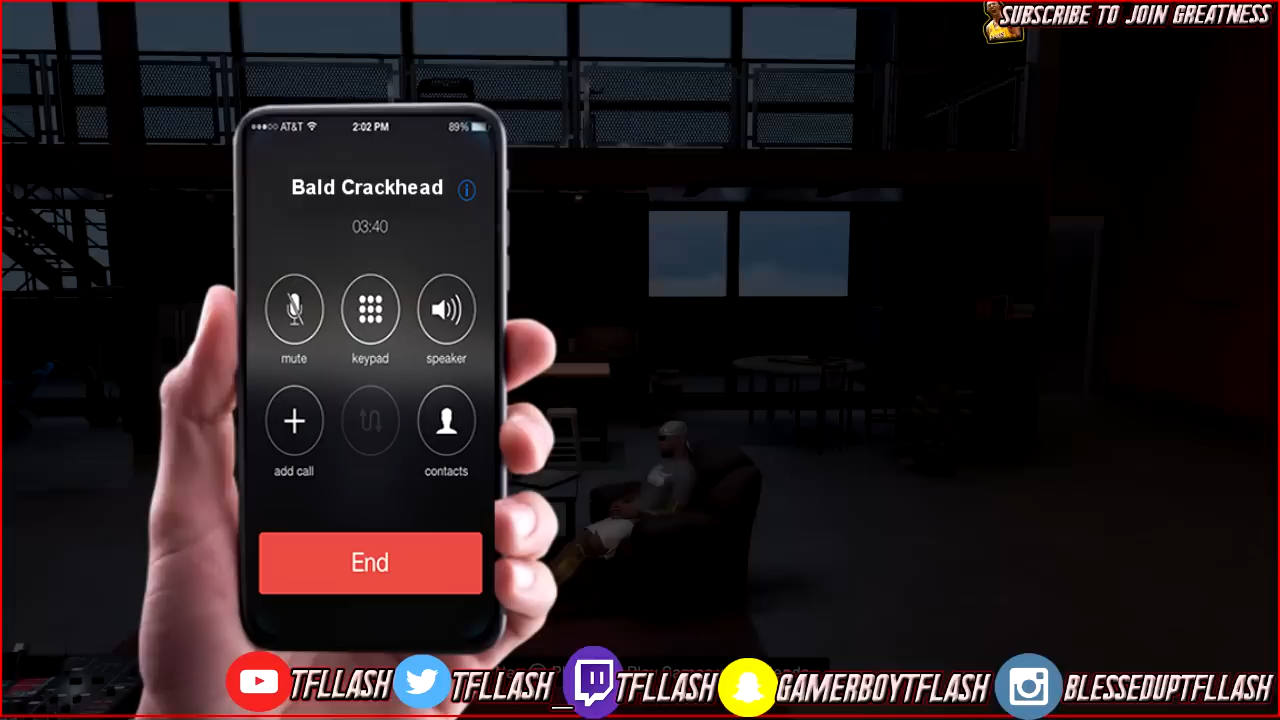 SUBSCRIBE TO JOIN GREATNESS
AT&T 2:02 PM 89%
Bald Crackhead
03:40
mute keypad speaker
add call contacts
End
TFLLASH TFLLASH_ TFLLASH GAMERBOYTFLASH BLESSEDUPTFLLASH